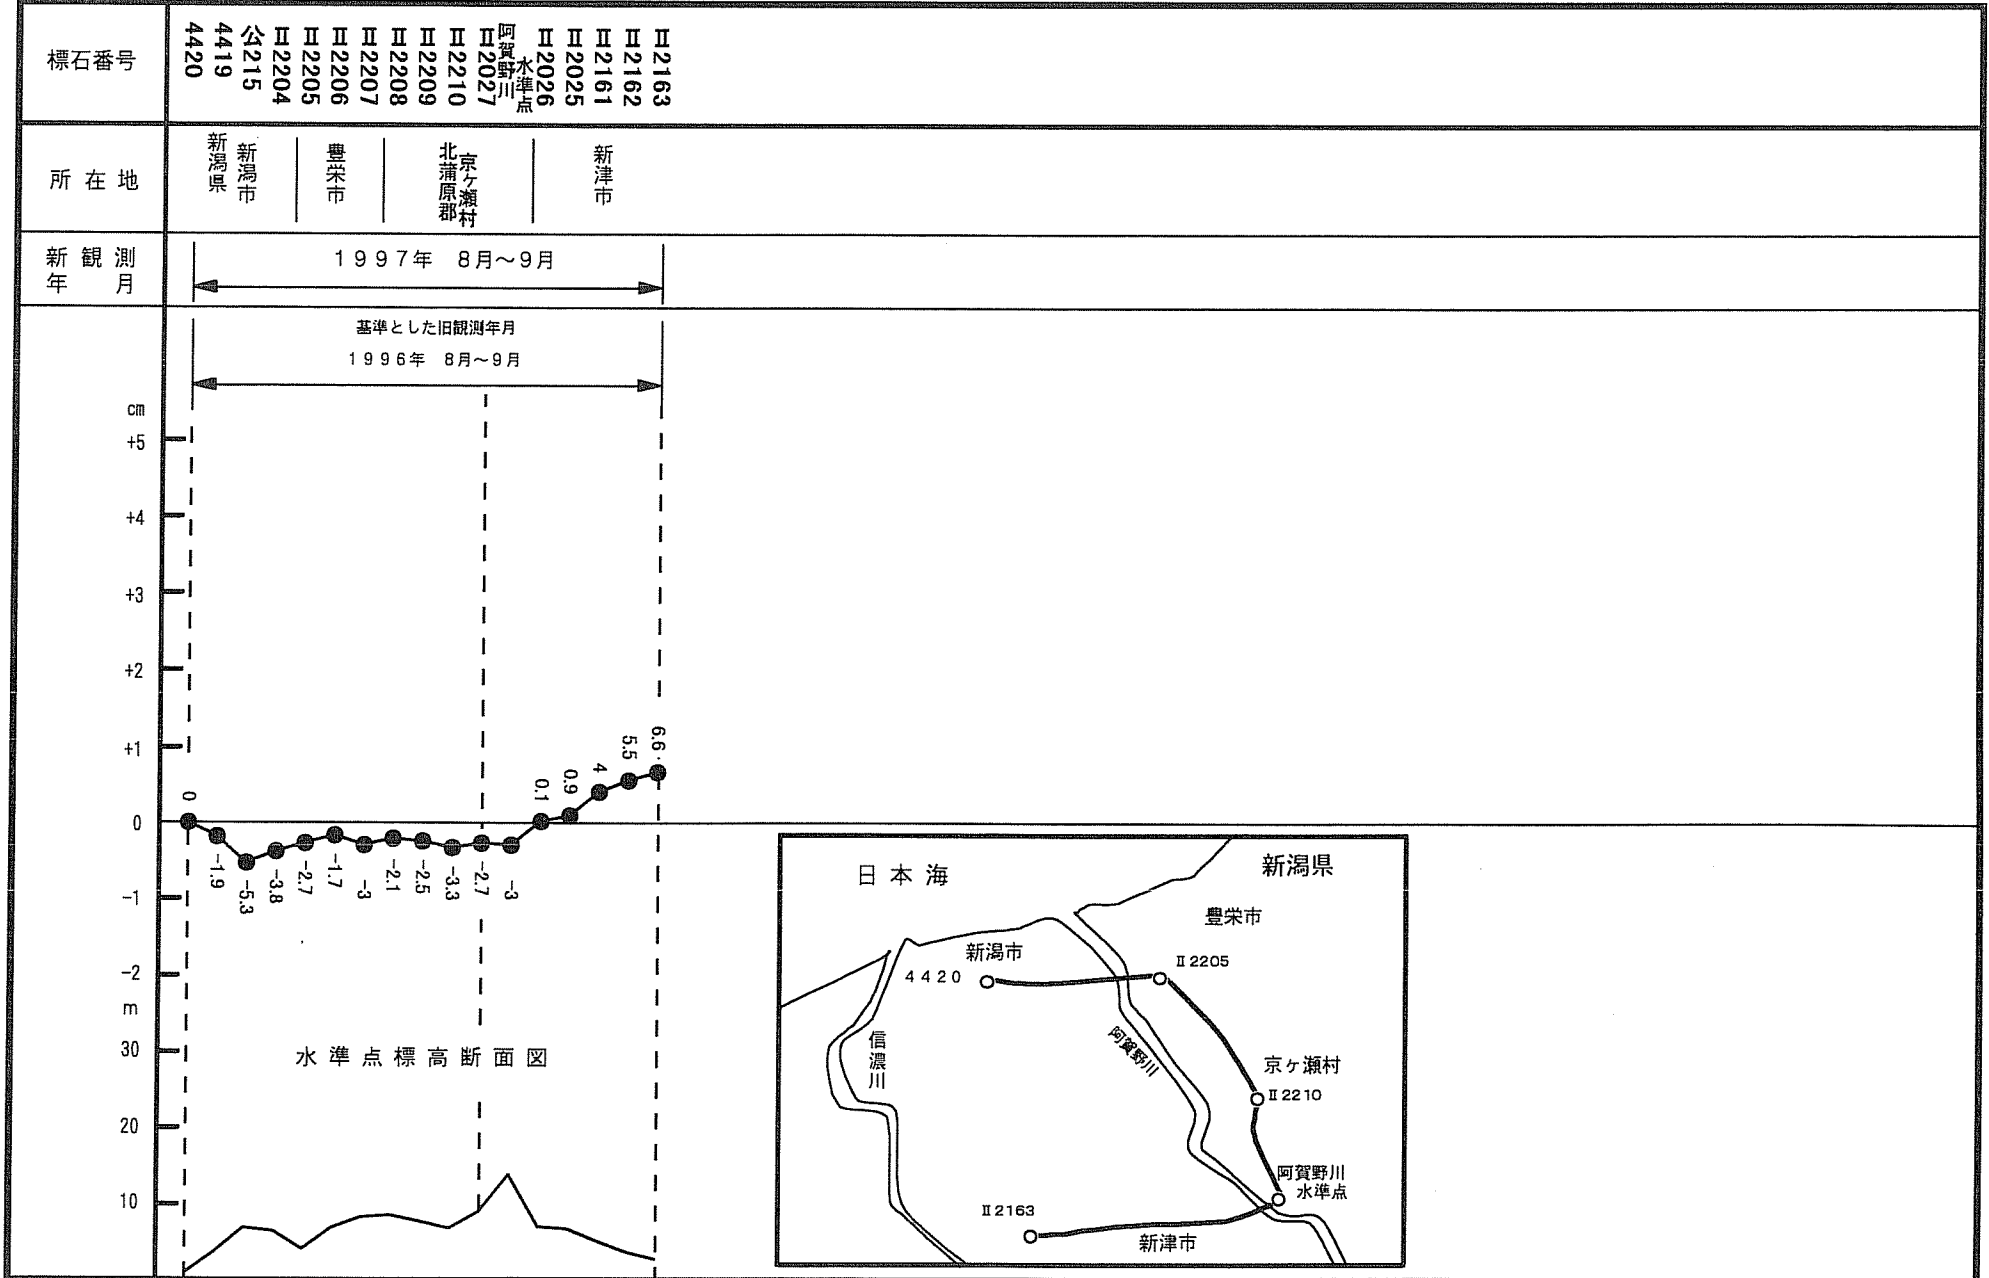 標石番号
4420
4419
公215
Ⅱ2204
Ⅱ2205
Ⅱ2206
Ⅱ2207
Ⅱ2208
Ⅱ2209
Ⅱ2210
Ⅱ2027
阿賀野川
水準点
Ⅱ2026
Ⅱ2025
Ⅱ2161
Ⅱ2162
Ⅱ2163
所在地
新潟県
新潟市
豊栄市
北蒲原郡
京ヶ瀬村
新津市
新観測
年月
1997年 8月～9月
基準とした旧観測年月
1996年 8月～9月
cm
+5
+4
+3
+2
+1
0
-1
-2
0
-1.9
-5.3
-3.8
-2.7
-1.7
-3
-2.1
-2.5
-3.3
-2.7
-3
0.1
0.9
4
5.5
6.6
m
30
20
10
水準点標高断面図
日本海
新潟県
豊栄市
新潟市
4420
Ⅱ2205
信濃川
阿賀野川
京ヶ瀬村
Ⅱ2210
阿賀野川
水準点
Ⅱ2163
新津市